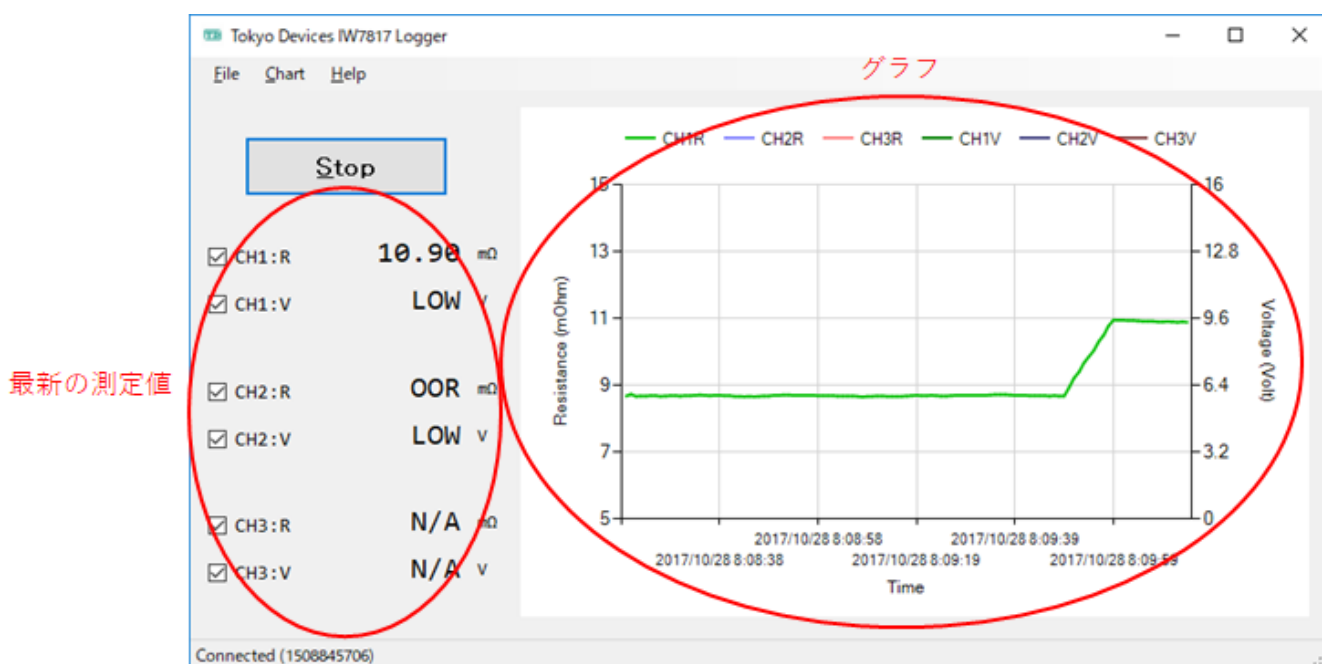 Tokyo Devices IW7817 Logger
File Chart Help
グラフ
Stop
最新の測定値
CH1:R 10.90 mΩ
CH1:V LOW V
CH2:R OOR mΩ
CH2:V LOW V
CH3:R N/A mΩ
CH3:V N/A V
CH1R CH2R CH3R CH1V CH2V CH3V
Resistance (mOhm)
15
13
11
9
7
5
16
12.8
9.6
6.4
3.2
0
Voltage (Volt)
2017/10/28 8:08:58 2017/10/28 8:09:39
2017/10/28 8:08:38 2017/10/28 8:09:19 2017/10/28 8:09:59
Time
Connected (1508845706)